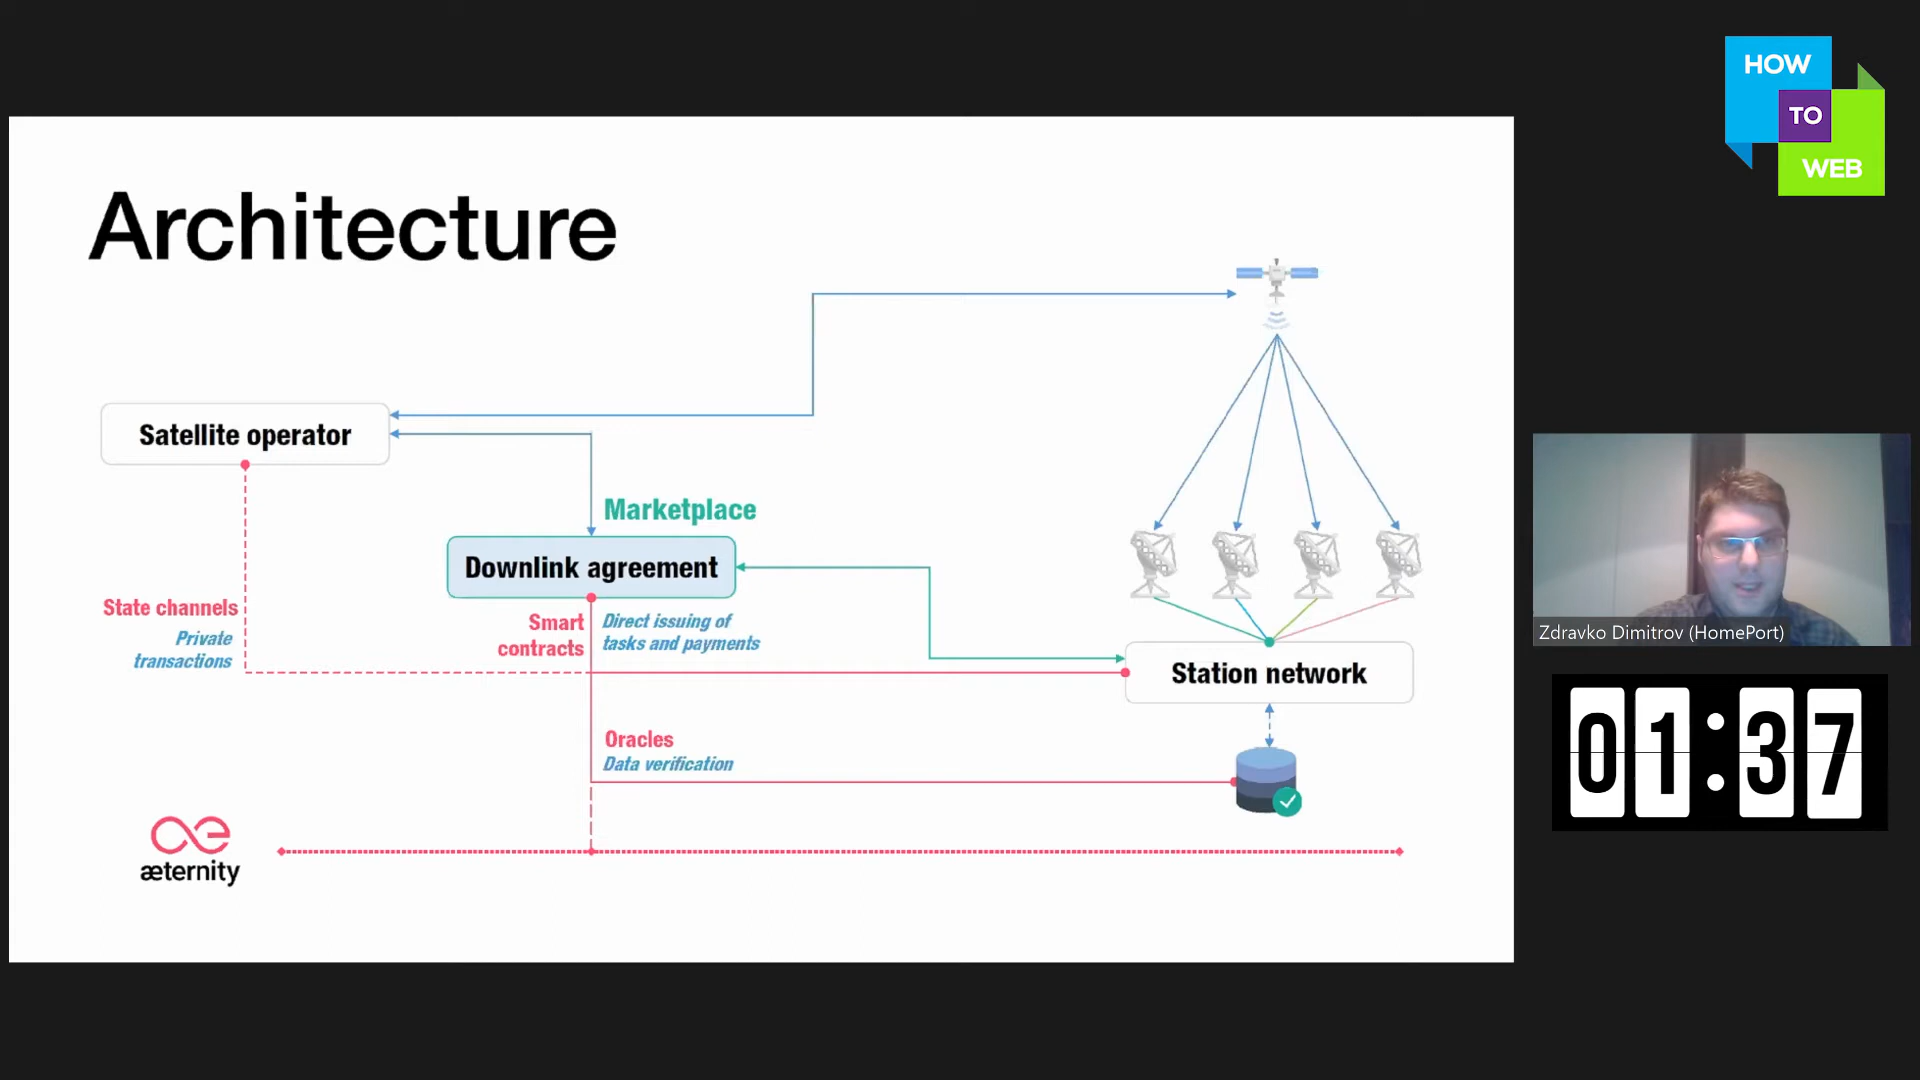 HOW
TO
WEB
Architecture
Satellite operator
Marketplace
Downlink agreement
State channels
Private
transactions
Smart
contracts
Direct issuing of
tasks and payments
Station network
Oracles
Data verification
æternity
Zdravko Dimitrov (HomePort)
01:37